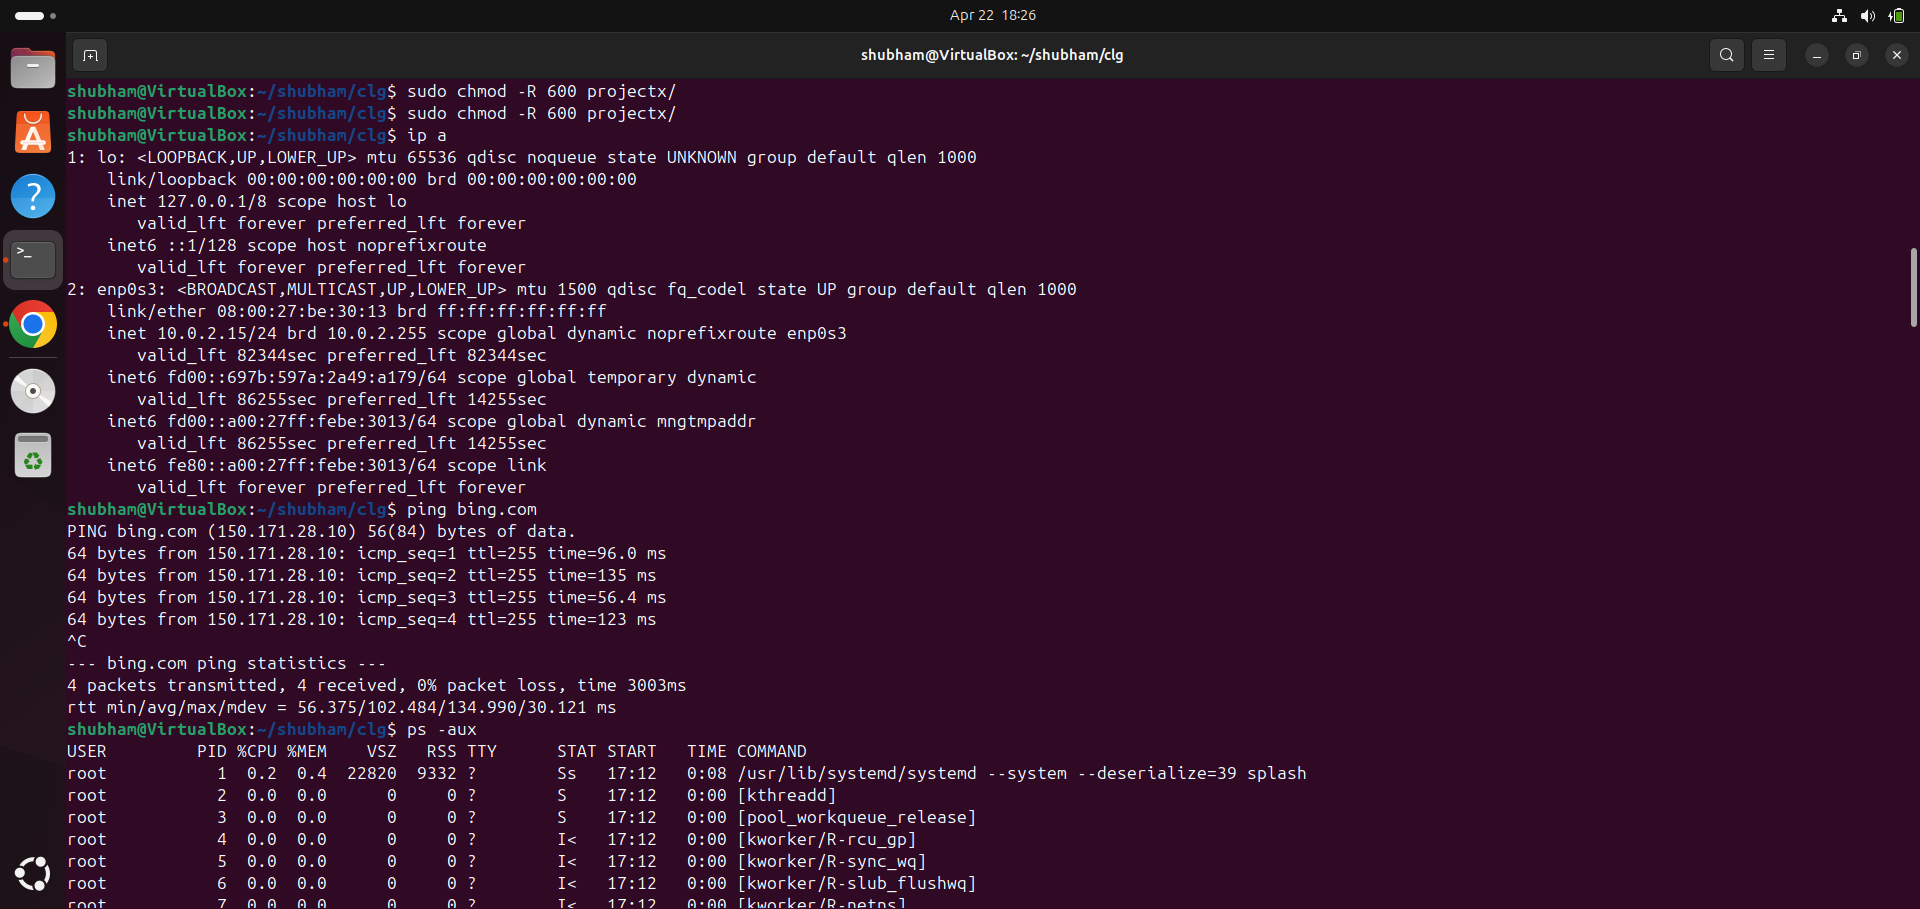 Apr 22 18:26
shubham@VirtualBox: ~/shubham/clg
shubham@VirtualBox:~/shubham/clg$ sudo chmod -R 600 projectx/
shubham@VirtualBox:~/shubham/clg$ sudo chmod -R 600 projectx/
shubham@VirtualBox:~/shubham/clg$ ip a
1: lo: <LOOPBACK,UP,LOWER_UP> mtu 65536 qdisc noqueue state UNKNOWN group default qlen 1000
    link/loopback 00:00:00:00:00:00 brd 00:00:00:00:00:00
    inet 127.0.0.1/8 scope host lo
       valid_lft forever preferred_lft forever
    inet6 ::1/128 scope host noprefixroute
       valid_lft forever preferred_lft forever
2: enp0s3: <BROADCAST,MULTICAST,UP,LOWER_UP> mtu 1500 qdisc fq_codel state UP group default qlen 1000
    link/ether 08:00:27:be:30:13 brd ff:ff:ff:ff:ff:ff
    inet 10.0.2.15/24 brd 10.0.2.255 scope global dynamic noprefixroute enp0s3
       valid_lft 82344sec preferred_lft 82344sec
    inet6 fd00::697b:597a:2a49:a179/64 scope global temporary dynamic
       valid_lft 86255sec preferred_lft 14255sec
    inet6 fd00::a00:27ff:febe:3013/64 scope global dynamic mngtmpaddr
       valid_lft 86255sec preferred_lft 14255sec
    inet6 fe80::a00:27ff:febe:3013/64 scope link
       valid_lft forever preferred_lft forever
shubham@VirtualBox:~/shubham/clg$ ping bing.com
PING bing.com (150.171.28.10) 56(84) bytes of data.
64 bytes from 150.171.28.10: icmp_seq=1 ttl=255 time=96.0 ms
64 bytes from 150.171.28.10: icmp_seq=2 ttl=255 time=135 ms
64 bytes from 150.171.28.10: icmp_seq=3 ttl=255 time=56.4 ms
64 bytes from 150.171.28.10: icmp_seq=4 ttl=255 time=123 ms
^C
--- bing.com ping statistics ---
4 packets transmitted, 4 received, 0% packet loss, time 3003ms
rtt min/avg/max/mdev = 56.375/102.484/134.990/30.121 ms
shubham@VirtualBox:~/shubham/clg$ ps -aux
USER         PID %CPU %MEM    VSZ   RSS TTY      STAT START   TIME COMMAND
root           1  0.2  0.4  22820  9332 ?        Ss   17:12   0:08 /usr/lib/systemd/systemd --system --deserialize=39 splash
root           2  0.0  0.0      0     0 ?        S    17:12   0:00 [kthreadd]
root           3  0.0  0.0      0     0 ?        S    17:12   0:00 [pool_workqueue_release]
root           4  0.0  0.0      0     0 ?        I<   17:12   0:00 [kworker/R-rcu_gp]
root           5  0.0  0.0      0     0 ?        I<   17:12   0:00 [kworker/R-sync_wq]
root           6  0.0  0.0      0     0 ?        I<   17:12   0:00 [kworker/R-slub_flushwq]
root           7  0.0  0.0      0     0 ?        I<   17:12   0:00 [kworker/R-netns]